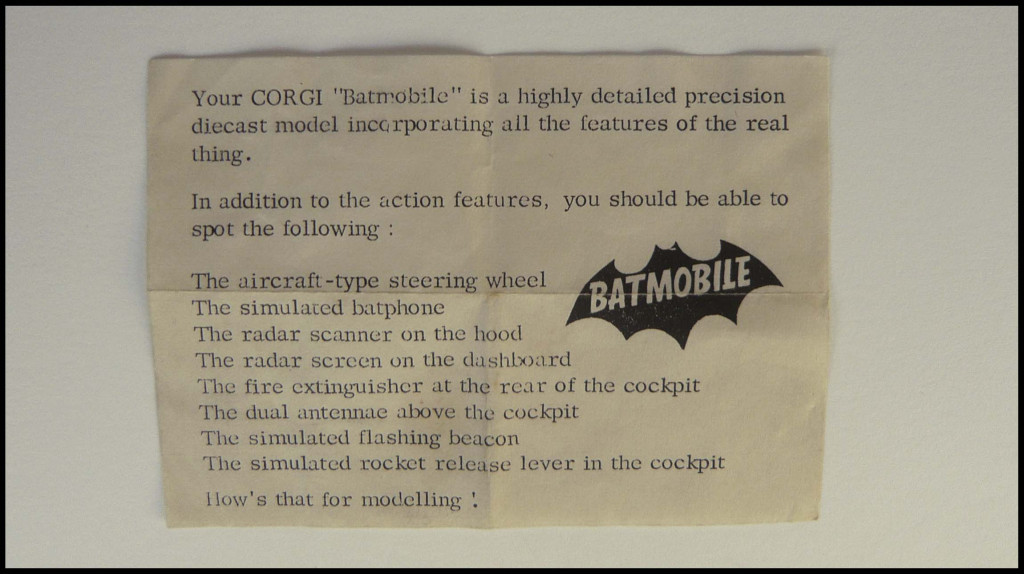 Your CORGI "Batmobile" is a highly detailed precision
diecast model incorporating all the features of the real
thing.
In addition to the action features, you should be able to
spot the following :
The aircraft-type steering wheel
The simulated batphone
The radar scanner on the hood
The radar screen on the dashboard
The fire extinguisher at the rear of the cockpit
The dual antennae above the cockpit
The simulated flashing beacon
The simulated rocket release lever in the cockpit
How's that for modelling !
BATMOBILE